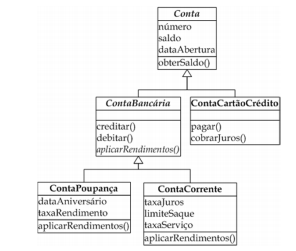 Conta
número
saldo
dataAbertura
obterSaldo()
ContaBancária
creditar()
debitar()
aplicarRendimentos()
ContaCartãoCrédito
pagar()
cobrarJuros()
ContaPoupança
dataAniversário
taxaRendimento
aplicarRendimentos()
ContaCorrente
taxaJuros
limiteSaque
taxaServiço
aplicarRendimentos()